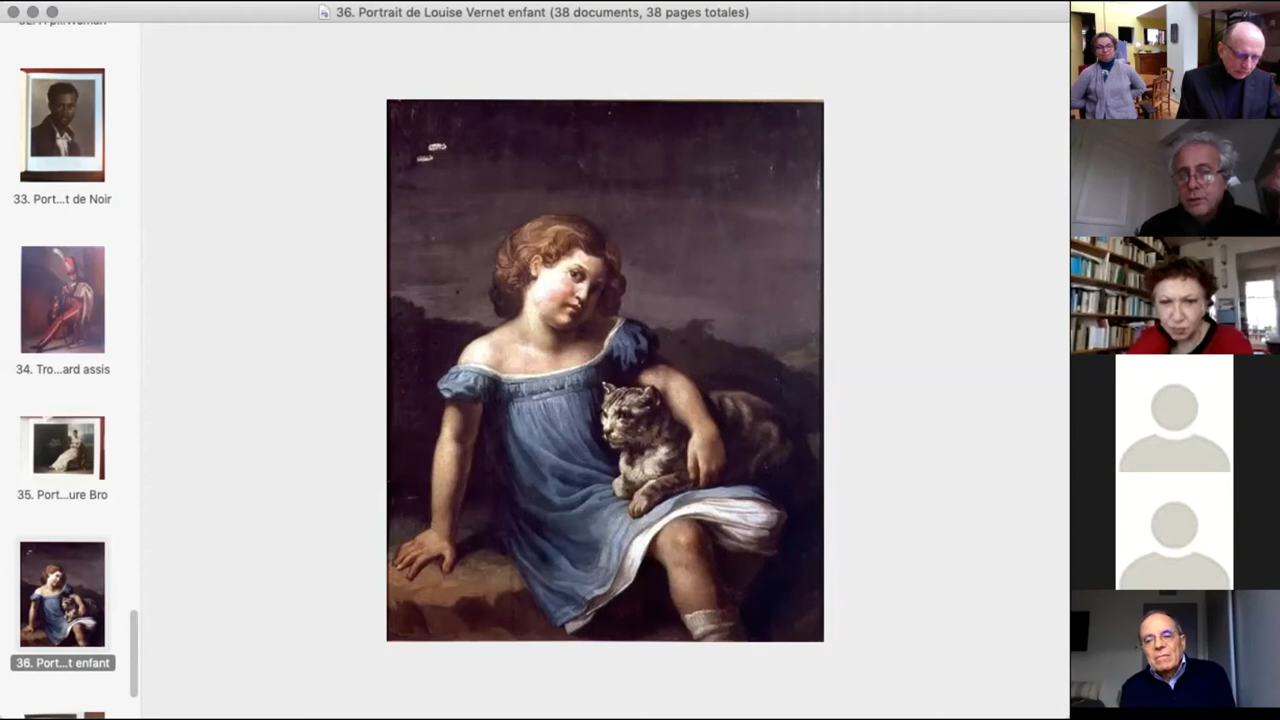 36. Portrait de Louise Vernet enfant (38 documents, 38 pages totales)
33. Port...t de Noir
34. Tro...ard assis
35. Port...ure Bro
36. Port...t enfant